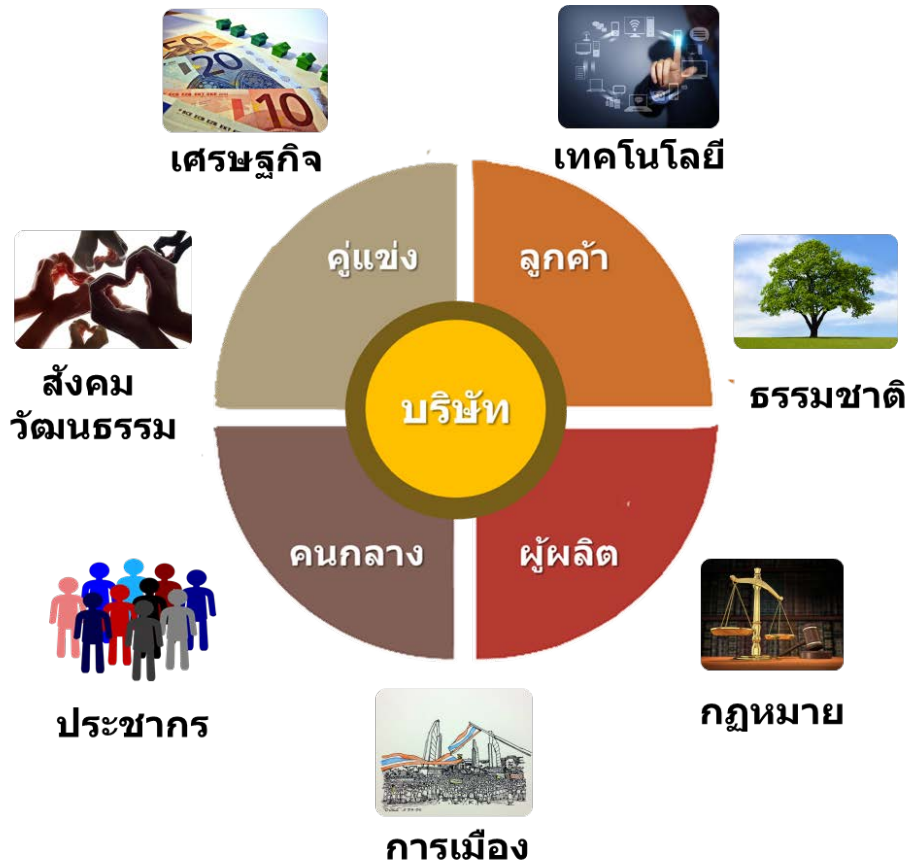 50
20
10
เศรษฐกิจ
เทคโนโลยี
คู่แข่ง
ลูกค้า
สังคม
วัฒนธรรม
บริษัท
ธรรมชาติ
คนกลาง
ผู้ผลิต
ประชากร
กฎหมาย
การเมือง